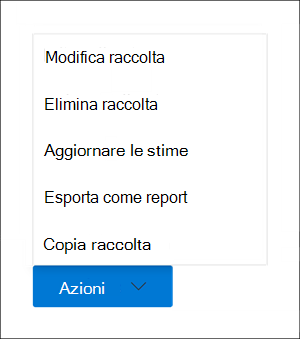 Modifica raccolta
Elimina raccolta
Aggiornare le stime
Esporta come report
Copia raccolta
Azioni